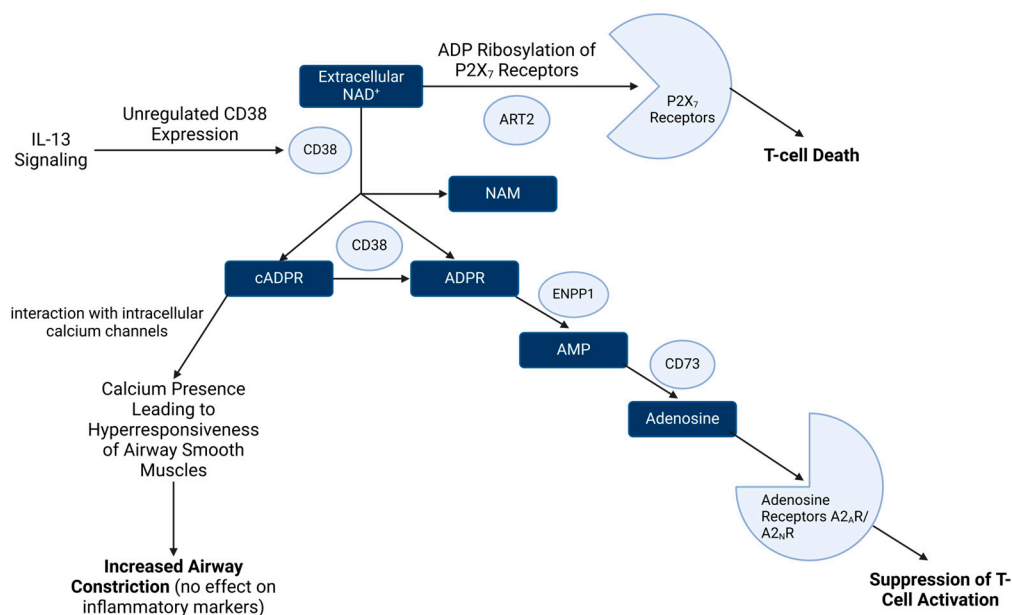 ADP Ribosylation of
P2X₇ Receptors
Extracellular
NAD⁺
ART2
P2X₇
Receptors
T-cell Death
Unregulated CD38
Expression
IL-13
Signaling
CD38
NAM
CD38
cADPR
ADPR
interaction with intracellular
calcium channels
ENPP1
AMP
CD73
Adenosine
Calcium Presence
Leading to
Hyperresponsiveness
of Airway Smooth
Muscles
Adenosine
Receptors A2ₐR/
A2ₙR
Increased Airway
Constriction (no effect on
inflammatory markers)
Suppression of T-
Cell Activation